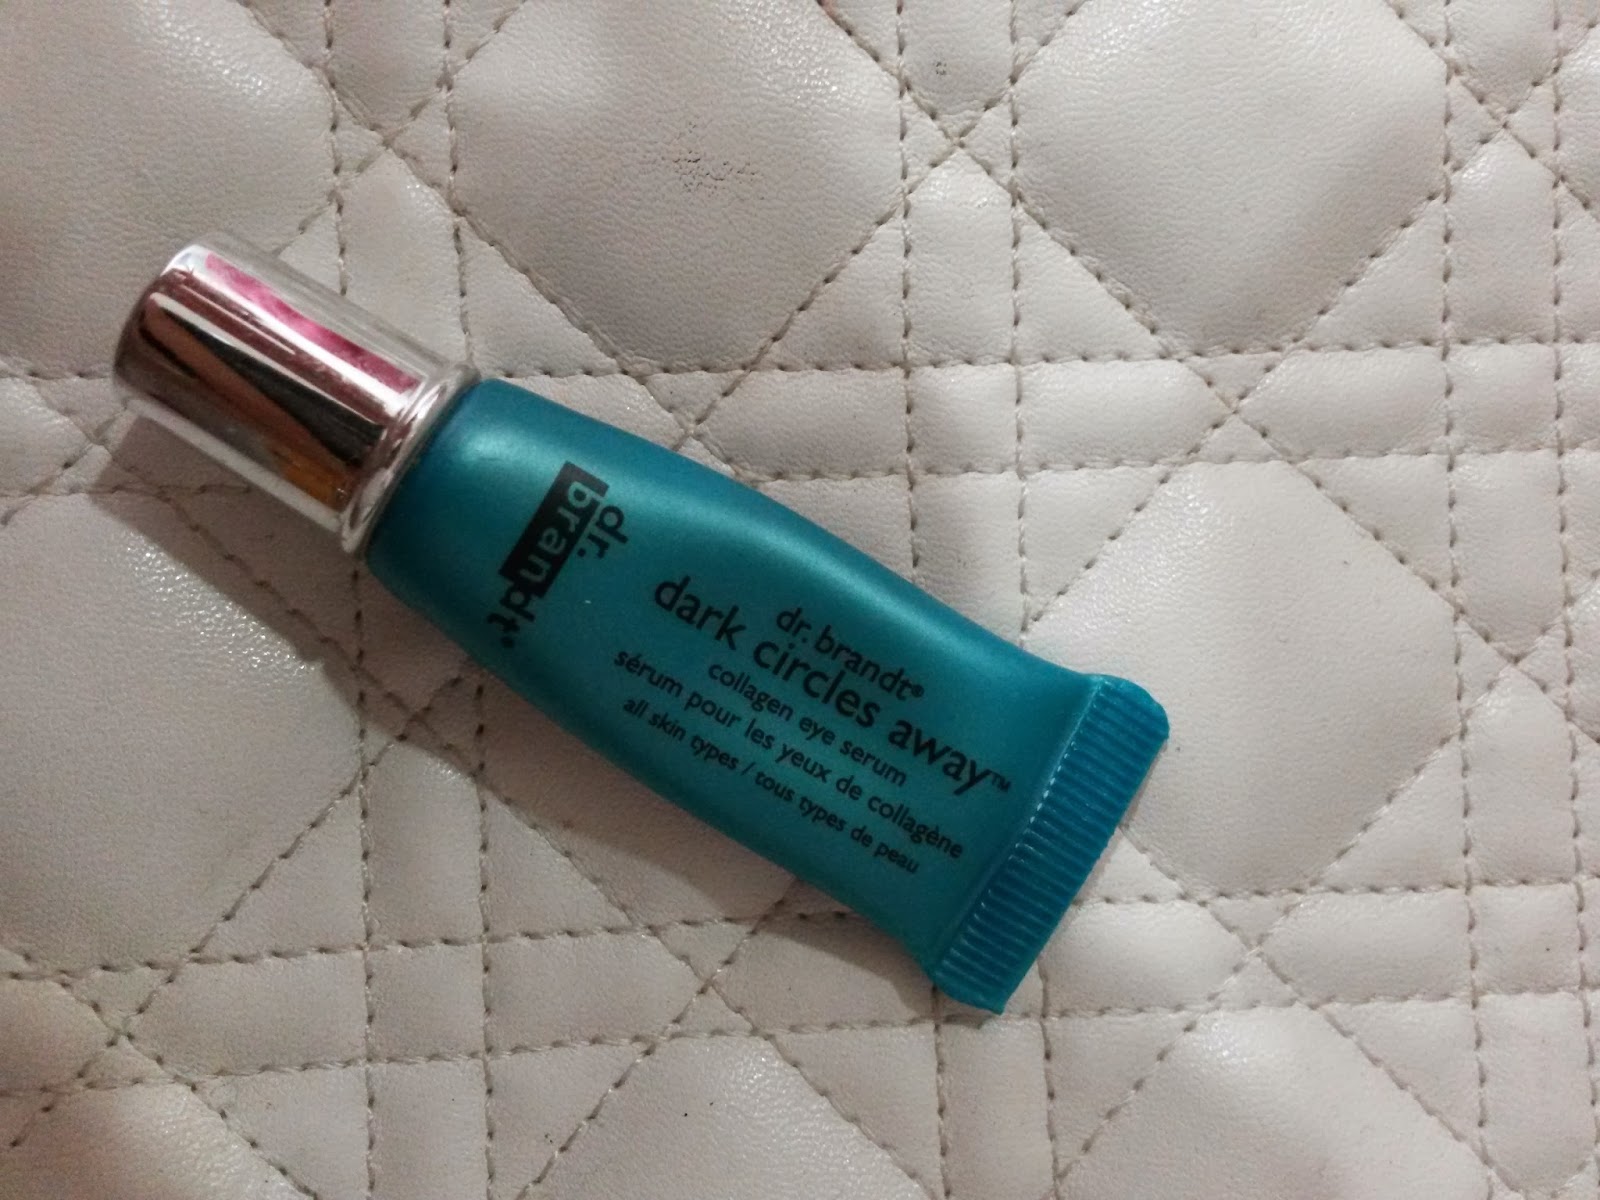 dr.
brandt®
dr. brandt®
dark circles away™
collagen eye serum
sérum pour les yeux de collagène
all skin types / tous types de peau